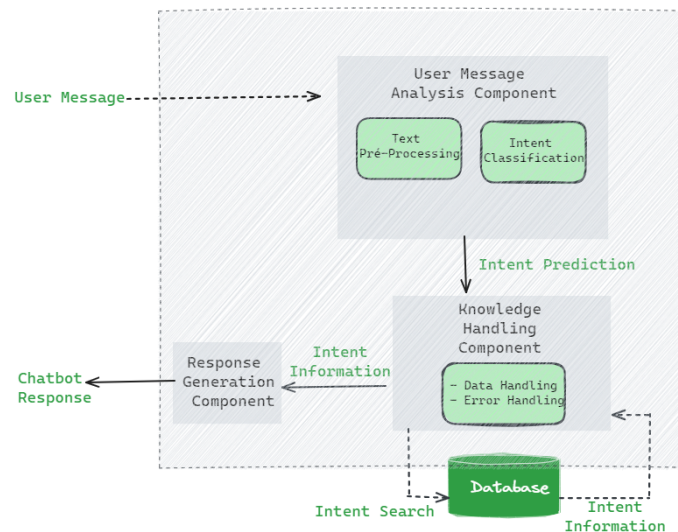 User Message
Analysis Component
User Message
Text
Pré-Processing
Intent
Classification
Intent Prediction
Knowledge
Handling
Component
- Data Handling
- Error Handling
Intent
Information
Response
Generation
Component
Chatbot
Response
Database
Intent Search
Intent
Information